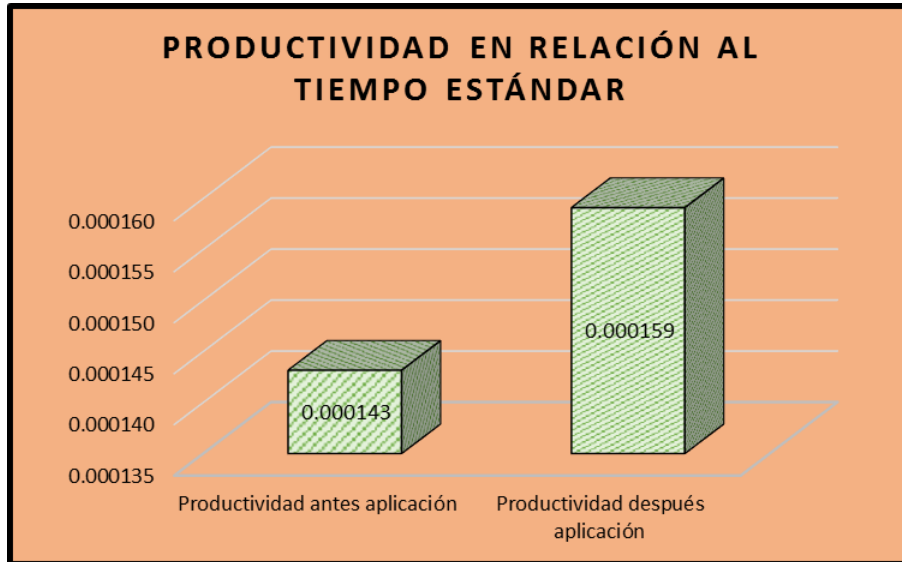 PRODUCTIVIDAD EN RELACIÓN AL
TIEMPO ESTÁNDAR
0.000160
0.000155
0.000150
0.000145
0.000140
0.000135
0.000143
0.000159
Productividad antes aplicación
Productividad después
aplicación